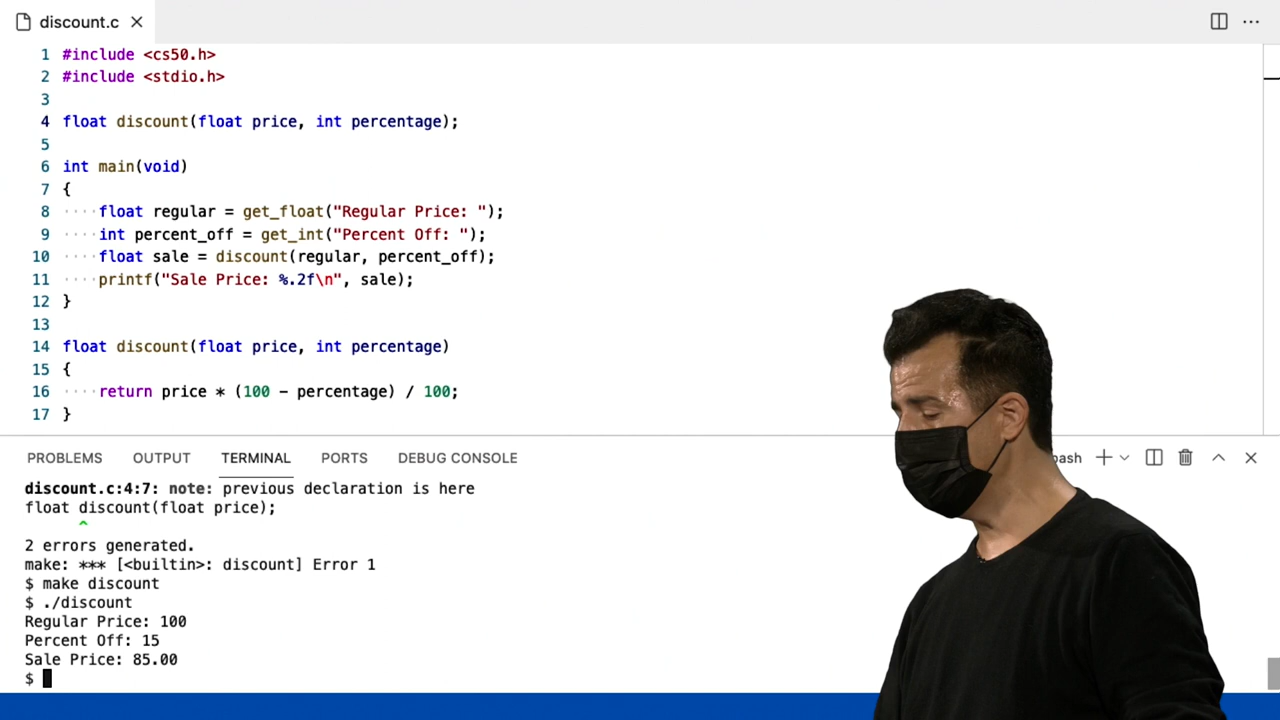 discount.c
1 #include <cs50.h>
2 #include <stdio.h>
3
4 float discount(float price, int percentage);
5
6 int main(void)
7 {
8 ····float regular = get_float("Regular Price: ");
9 ····int percent_off = get_int("Percent Off: ");
10 ····float sale = discount(regular, percent_off);
11 ····printf("Sale Price: %.2f\n", sale);
12 }
13
14 float discount(float price, int percentage)
15 {
16 ····return price * (100 - percentage) / 100;
17 }
PROBLEMS OUTPUT TERMINAL PORTS DEBUG CONSOLE
discount.c:4:7: note: previous declaration is here
float discount(float price);
^
2 errors generated.
make: *** [<builtin>: discount] Error 1
$ make discount
$ ./discount
Regular Price: 100
Percent Off: 15
Sale Price: 85.00
$